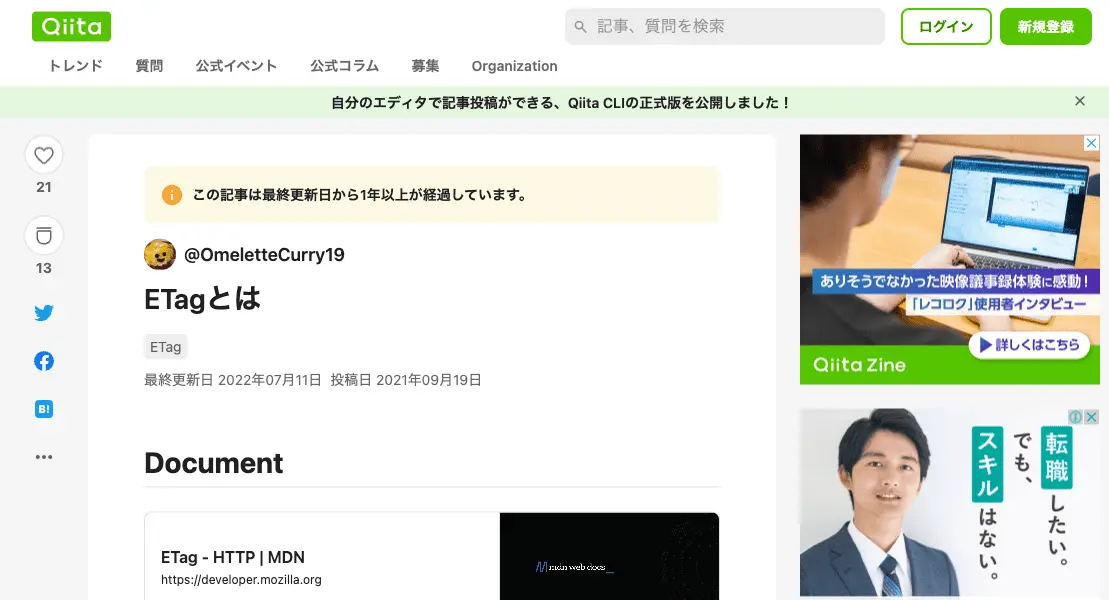 Qiita
記事、質問を検索
ログイン
新規登録
トレンド
質問
公式イベント
公式コラム
募集
Organization
自分のエディタで記事投稿ができる、Qiita CLIの正式版を公開しました！
21
13
B!
この記事は最終更新日から1年以上が経過しています。
@OmeletteCurry19
ETagとは
ETag
最終更新日 2022年07月11日 投稿日 2021年09月19日
Document
ETag - HTTP | MDN
https://developer.mozilla.org
mdn web docs_
ありそうでなかった映像議事録体験に感動！
「レコロク」使用者インタビュー
詳しくはこちら
Qiita Zine
転職したい。
でも、
スキルはない。